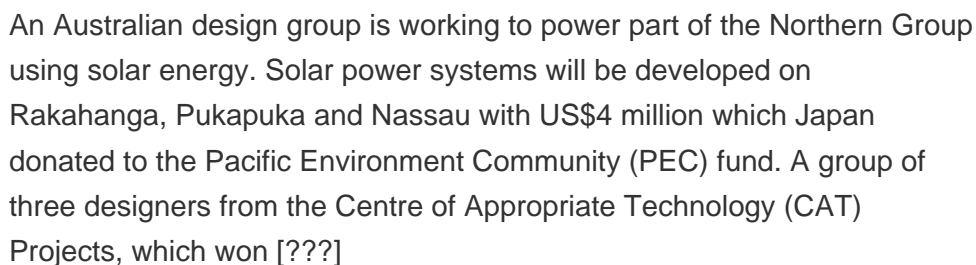 An Australian design group is working to power part of the Northern Group
using solar energy. Solar power systems will be developed on
Rakahanga, Pukapuka and Nassau with US$4 million which Japan
donated to the Pacific Environment Community (PEC) fund. A group of
three designers from the Centre of Appropriate Technology (CAT)
Projects, which won [???]